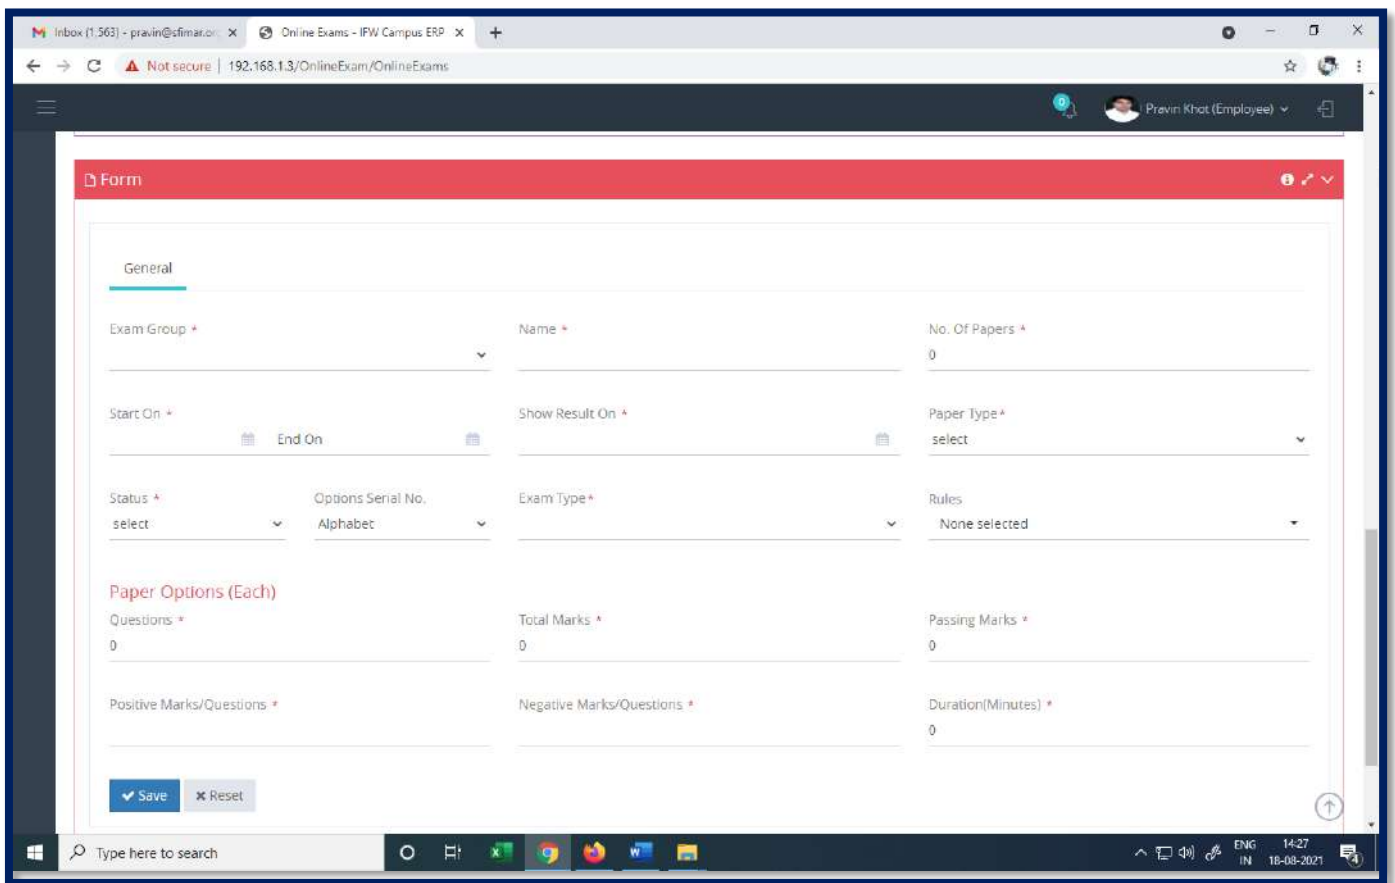 Inbox (1,563) - pravin@sfimar.or
Online Exams - IFW Campus ERP
Not secure | 192.168.1.3/OnlineExam/OnlineExams
0
Pravin Khot (Employee)
Form
General
Exam Group *
Name *
No. Of Papers *
0
Start On *
Show Result On *
Paper Type*
End On
select
Status *
Options Serial No.
Exam Type*
Rules
select
Alphabet
None selected
Paper Options (Each)
Questions *
Total Marks *
Passing Marks *
0
0
0
Positive Marks/Questions *
Negative Marks/Questions *
Duration(Minutes) *
0
Save
Reset
Type here to search
ENG
IN
14:27
18-08-2021
4